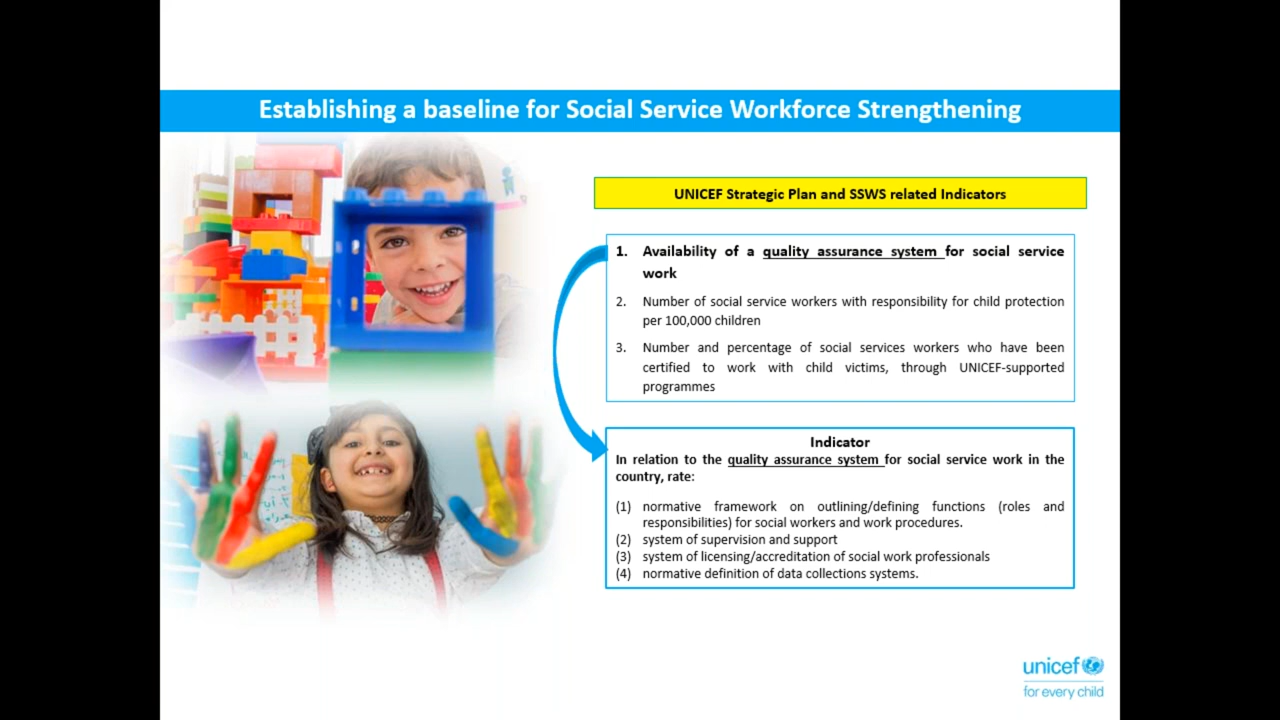 Establishing a baseline for Social Service Workforce Strengthening
UNICEF Strategic Plan and SSWS related Indicators
1. Availability of a quality assurance system for social service
work
2. Number of social service workers with responsibility for child protection
per 100,000 children
3. Number and percentage of social services workers who have been
certified to work with child victims, through UNICEF-supported
programmes
Indicator
In relation to the quality assurance system for social service work in the
country, rate:
(1) normative framework on outlining/defining functions (roles and
responsibilities) for social workers and work procedures.
(2) system of supervision and support
(3) system of licensing/accreditation of social work professionals
(4) normative definition of data collections systems.
unicef
for every child